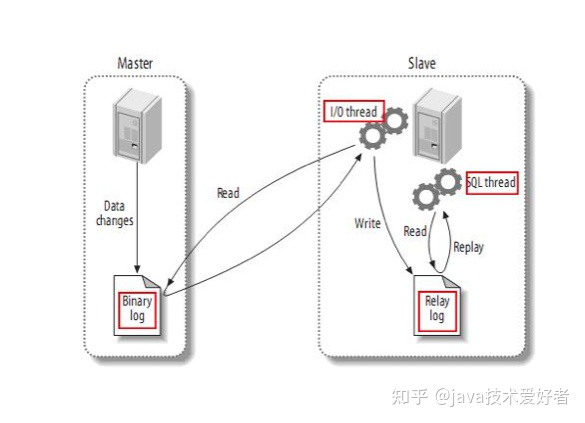 Master
Slave
I/O thread
SQL thread
Read
Data
changes
Write
Read
Replay
Binary
log
Relay
log
知乎 @java技术爱好者